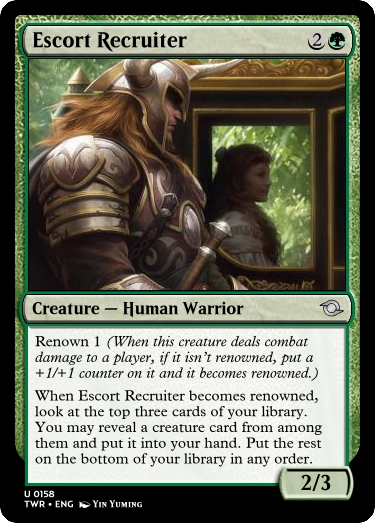 Escort Recruiter 2
Creature — Human Warrior
Renown 1 (When this creature deals combat
damage to a player, if it isn't renowned, put a
+1/+1 counter on it and it becomes renowned.)
When Escort Recruiter becomes renowned,
look at the top three cards of your library.
You may reveal a creature card from among
them and put it into your hand. Put the rest
on the bottom of your library in any order.
2/3
U 0158
TWR • ENG Yin Yuming